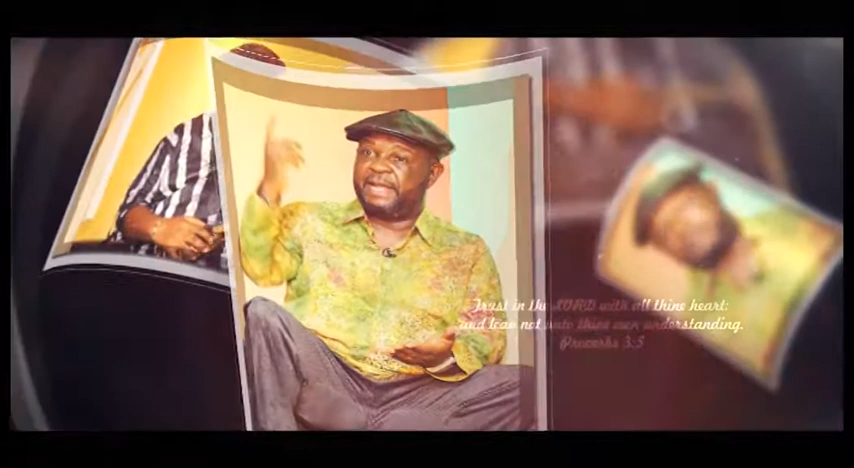 Trust in the LORD with all thine heart;
and lean not unto thine own understanding.
Proverbs 3:5